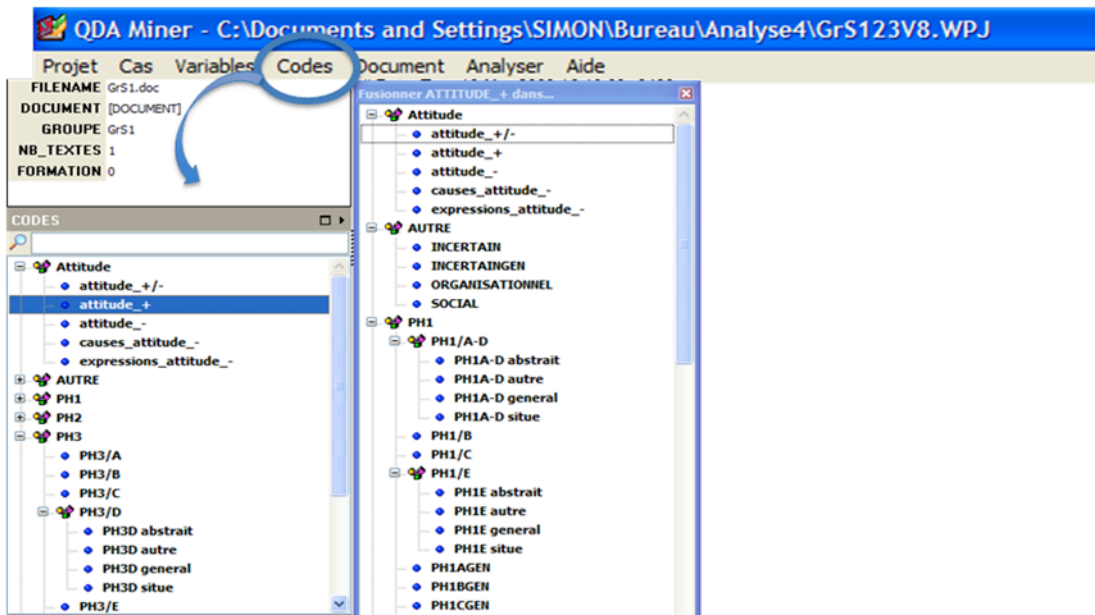 QDA Miner - C:\Documents and Settings\SIMON\Bureau\Analyse4\GrS123V8.WPJ
Projet Cas Variables Codes Document Analyser Aide
FILENAME GrS1.doc
DOCUMENT [DOCUMENT]
GROUPE GrS1
NB_TEXTES 1
FORMATION 0
CODES
Attitude
attitude_+/-
attitude_+
attitude_-
causes_attitude_-
expressions_attitude_-
AUTRE
PH1
PH2
PH3
PH3/A
PH3/B
PH3/C
PH3/D
PH3D abstrait
PH3D autre
PH3D general
PH3D situe
PH3/E
Fusionner ATTITUDE_+ dans...
Attitude
attitude_+/-
attitude_+
attitude_-
causes_attitude_-
expressions_attitude_-
AUTRE
INCERTAIN
INCERTAINGEN
ORGANISATIONNEL
SOCIAL
PH1
PH1/A-D
PH1A-D abstrait
PH1A-D autre
PH1A-D general
PH1A-D situe
PH1/B
PH1/C
PH1/E
PH1E abstrait
PH1E autre
PH1E general
PH1E situe
PH1AGEN
PH1BGEN
PH1CGEN